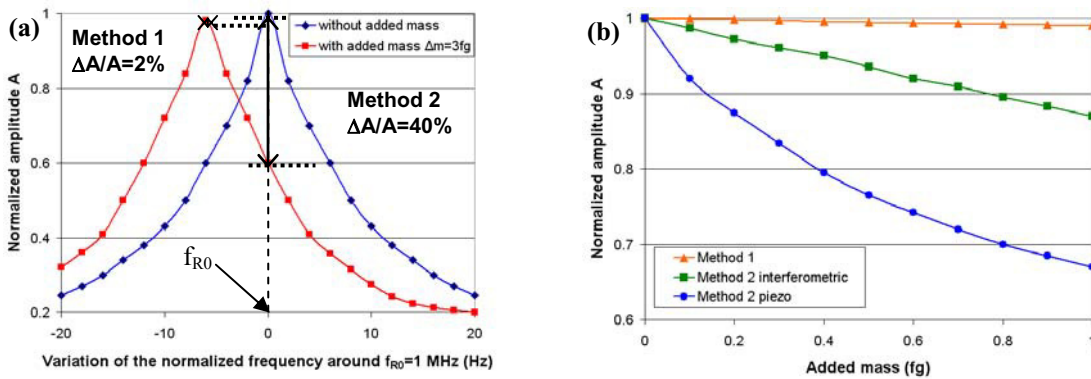 (a)
Normalized amplitude A
1
0.8
0.6
0.4
0.2
Method 1
ΔA/A=2%
without added mass
with added mass Δm=3fg
Method 2
ΔA/A=40%
fR0
-20
-10
0
10
20
Variation of the normalized frequency around fR0=1 MHz (Hz)
(b)
Normalized amplitude A
1
0.9
0.8
0.7
0.6
Method 1
Method 2 interferometric
Method 2 piezo
0
0.2
0.4
0.6
0.8
1
Added mass (fg)